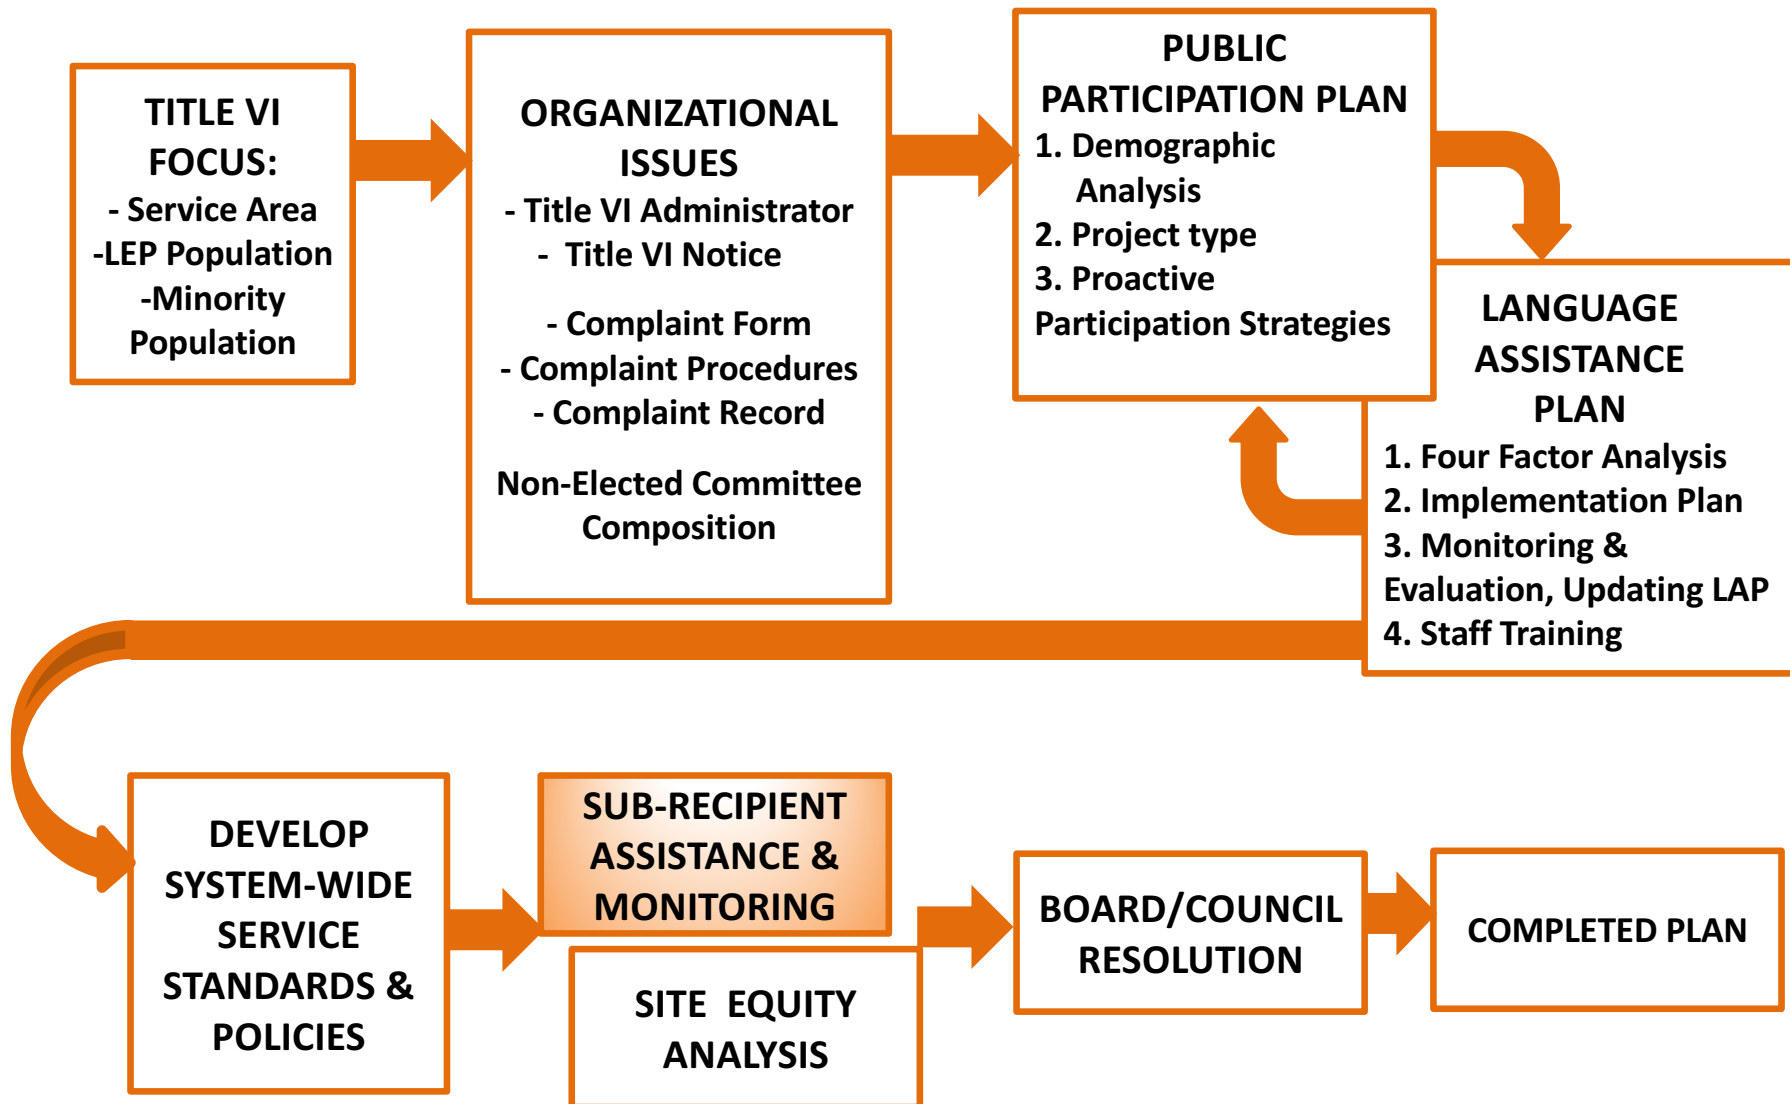 TITLE VI
FOCUS:
- Service Area
-LEP Population
-Minority
Population
ORGANIZATIONAL
ISSUES
- Title VI Administrator
- Title VI Notice
- Complaint Form
- Complaint Procedures
- Complaint Record
Non-Elected Committee
Composition
PUBLIC
PARTICIPATION PLAN
1. Demographic
Analysis
2. Project type
3. Proactive
Participation Strategies
LANGUAGE
ASSISTANCE
PLAN
1. Four Factor Analysis
2. Implementation Plan
3. Monitoring &
Evaluation, Updating LAP
4. Staff Training
DEVELOP
SYSTEM-WIDE
SERVICE
STANDARDS &
POLICIES
SUB-RECIPIENT
ASSISTANCE &
MONITORING
SITE EQUITY
ANALYSIS
BOARD/COUNCIL
RESOLUTION
COMPLETED PLAN